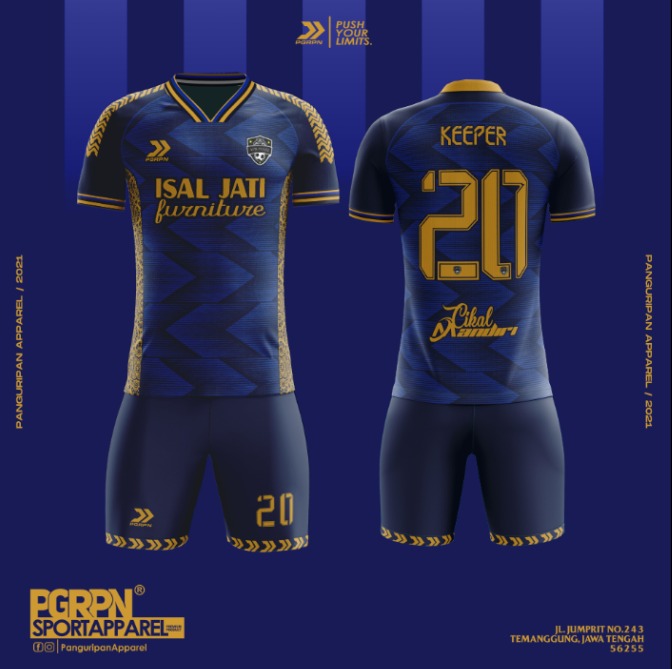 PGRPN
PUSH
YOUR
LIMITS.
PGRPN
ISAL JATI
furniture
KEEPER
20
Cikal
Mandiri
PGRPN
20
PANGURIPAN APPAREL / 2021
PANGURIPAN APPAREL / 2021
PGRPN®
SPORTAPPAREL
PanguripanApparel
JL. JUMPRIT NO.243
TEMANGGUNG, JAWA TENGAH
56255